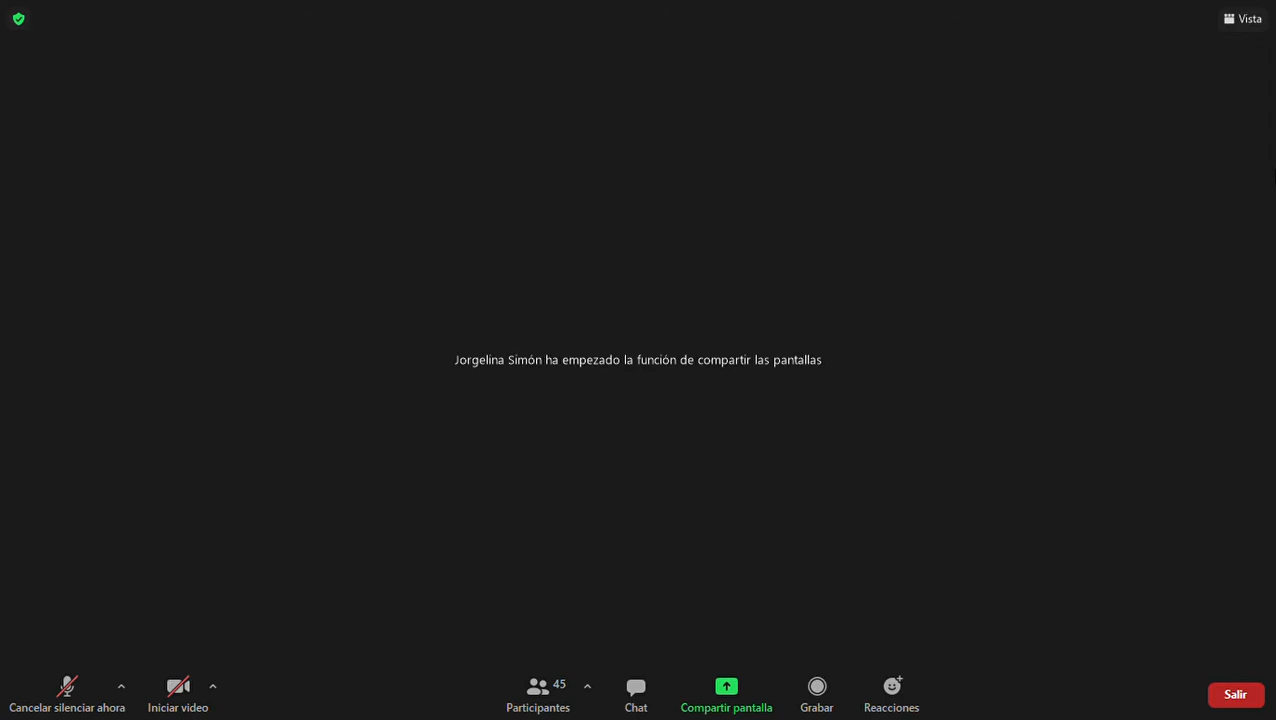 Vista
Jorgelina Simón ha empezado la función de compartir las pantallas
45
Cancelar silenciar ahora
Iniciar video
Participantes
Chat
Compartir pantalla
Grabar
Reacciones
Salir